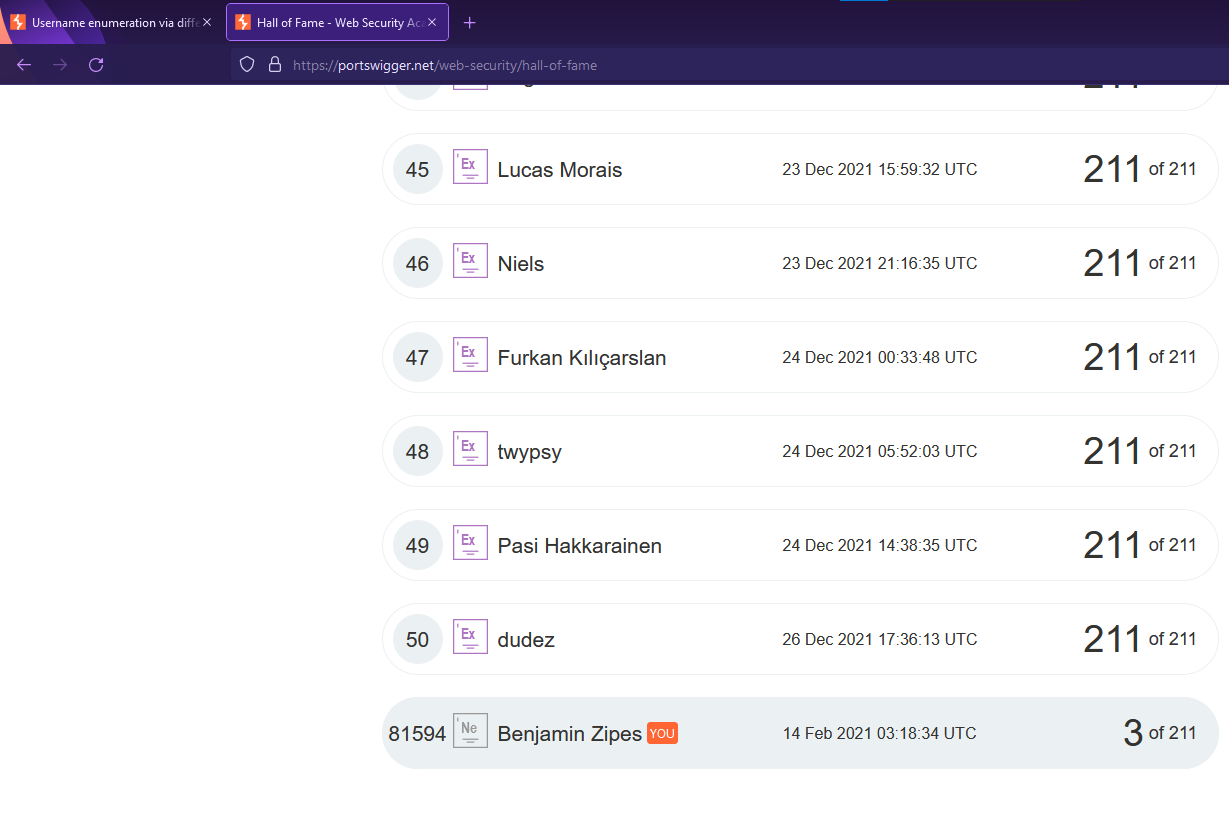 Username enumeration via diffe
Hall of Fame - Web Security Aca
https://portswigger.net/web-security/hall-of-fame
45 Ex Lucas Morais 23 Dec 2021 15:59:32 UTC 211 of 211
46 Ex Niels 23 Dec 2021 21:16:35 UTC 211 of 211
47 Ex Furkan Kılıçarslan 24 Dec 2021 00:33:48 UTC 211 of 211
48 Ex twypsy 24 Dec 2021 05:52:03 UTC 211 of 211
49 Ex Pasi Hakkarainen 24 Dec 2021 14:38:35 UTC 211 of 211
50 Ex dudez 26 Dec 2021 17:36:13 UTC 211 of 211
81594 Ne Benjamin Zipes YOU 14 Feb 2021 03:18:34 UTC 3 of 211